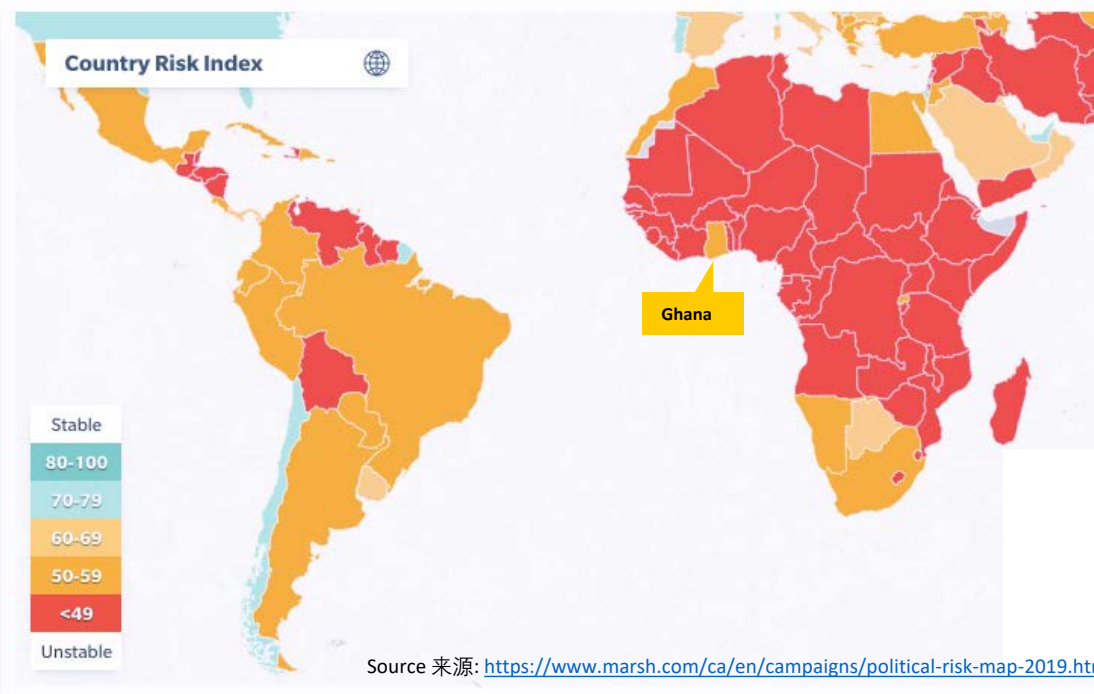 Country Risk Index
Ghana
Stable
80-100
70-79
60-69
50-59
<49
Unstable
Source 来源: https://www.marsh.com/ca/en/campaigns/political-risk-map-2019.ht